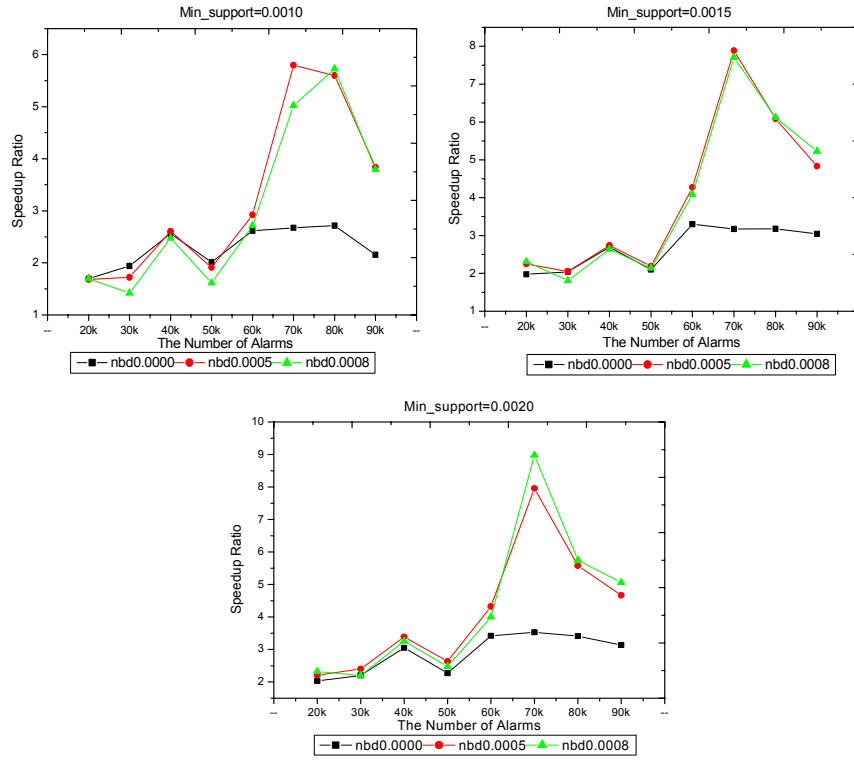 Min_support=0.0010
6
5
4
3
2
1
Speedup Ratio
-- 20k 30k 40k 50k 60k 70k 80k 90k --
The Number of Alarms
nbd0.0000 nbd0.0005 nbd0.0008
Min_support=0.0015
8
7
6
5
4
3
2
1
Speedup Ratio
-- 20k 30k 40k 50k 60k 70k 80k 90k
The Number of Alarms
nbd0.0000 nbd0.0005 nbd0.0008
Min_support=0.0020
10
9
8
7
6
5
4
3
2
Speedup Ratio
-- 20k 30k 40k 50k 60k 70k 80k 90k --
The Number of Alarms
nbd0.0000 nbd0.0005 nbd0.0008